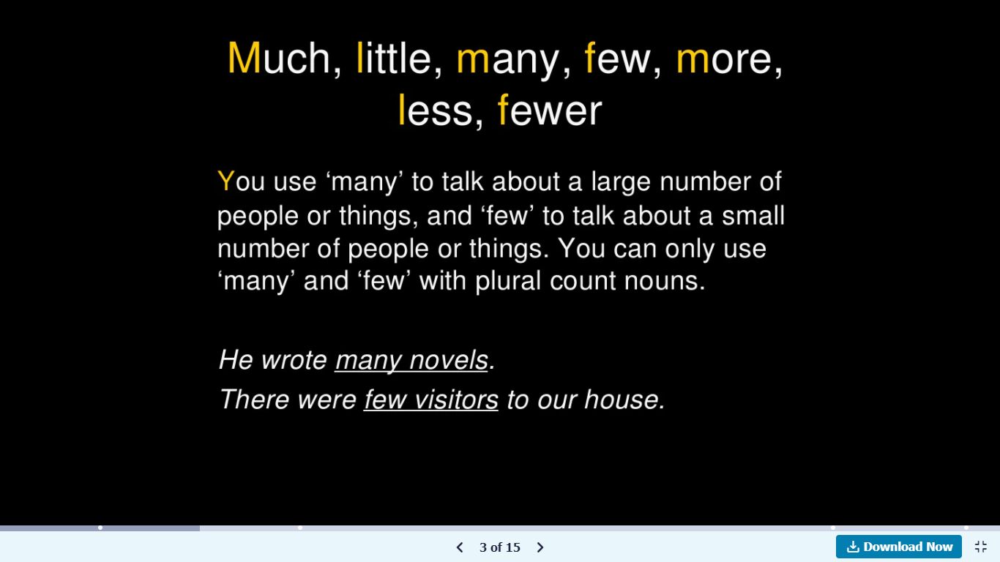 Much, little, many, few, more,
less, fewer
You use ‘many’ to talk about a large number of
people or things, and ‘few’ to talk about a small
number of people or things. You can only use
‘many’ and ‘few’ with plural count nouns.
He wrote many novels.
There were few visitors to our house.
3 of 15
Download Now